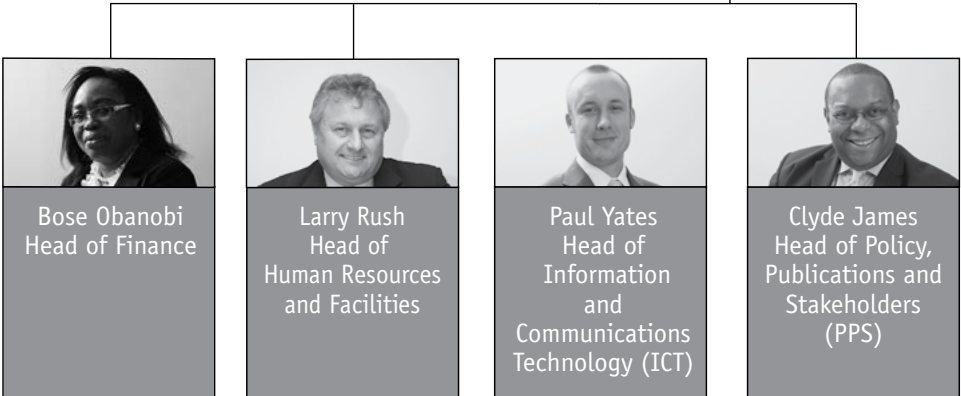 Bose Obanobi
Head of Finance
Larry Rush
Head of
Human Resources
and Facilities
Paul Yates
Head of
Information
and
Communications
Technology (ICT)
Clyde James
Head of Policy,
Publications and
Stakeholders
(PPS)